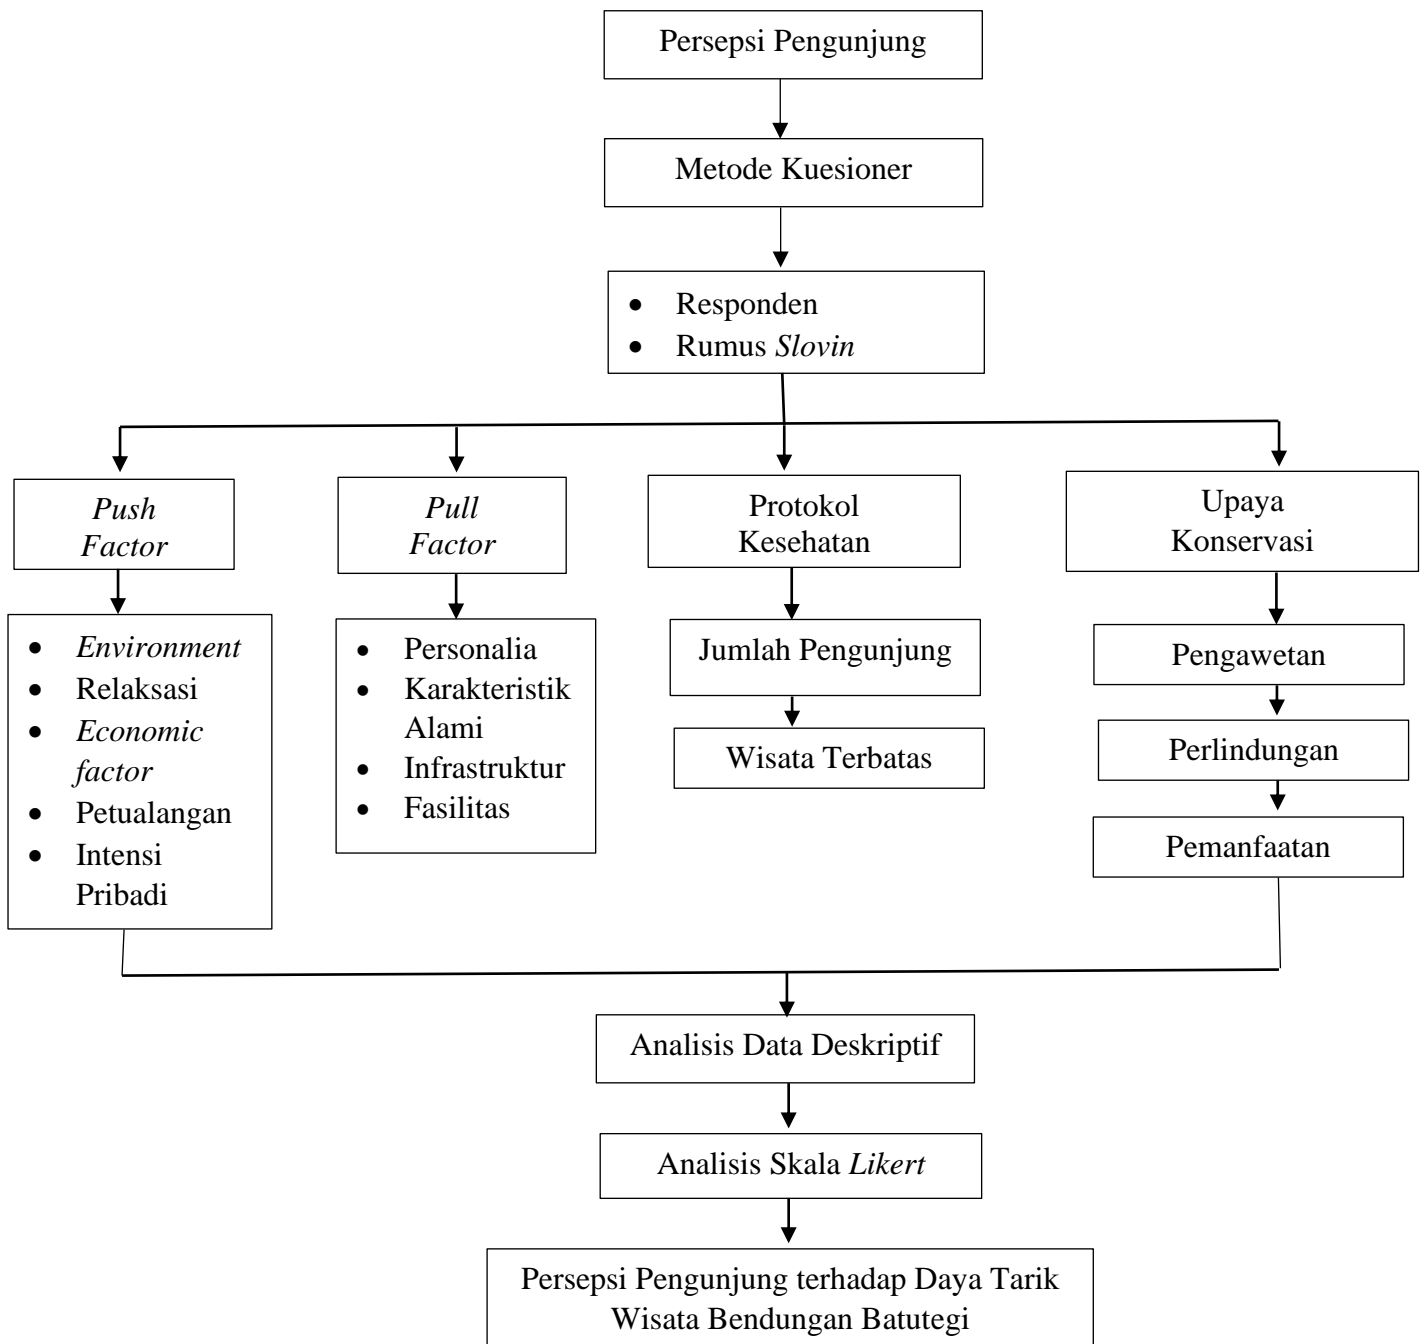 Persepsi Pengunjung
Metode Kuesioner
• Responden
• Rumus Slovin
Push
Factor
Pull
Factor
Protokol
Kesehatan
Upaya
Konservasi
• Environment
• Relaksasi
• Economic
factor
• Petualangan
• Intensi
Pribadi
• Personalia
• Karakteristik
Alami
• Infrastruktur
• Fasilitas
Jumlah Pengunjung
Wisata Terbatas
Pengawetan
Perlindungan
Pemanfaatan
Analisis Data Deskriptif
Analisis Skala Likert
Persepsi Pengunjung terhadap Daya Tarik
Wisata Bendungan Batutegi